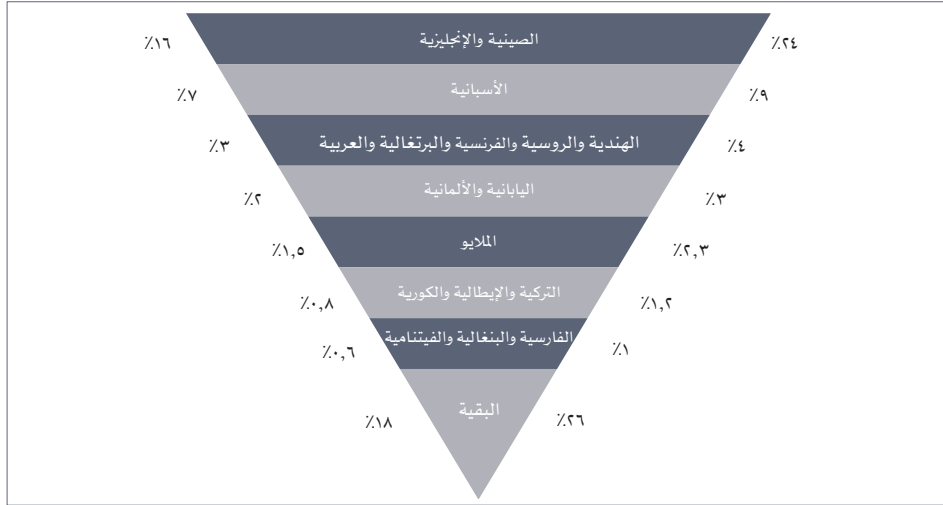 ٪٢٤ الصينية والإنجليزية ٪١٦
٪٩ الأسبانية ٪٧
٪٤ الهندية والروسية والفرنسية والبرتغالية والعربية ٪٣
٪٣ اليابانية والألمانية ٪٢
٪٢,٣ الملايو ٪١,٥
٪١,٢ التركية والإيطالية والكورية ٪٠,٨
٪١ الفارسية والبنغالية والفيتنامية ٪٠,٦
٪٢٦ البقية ٪١٨